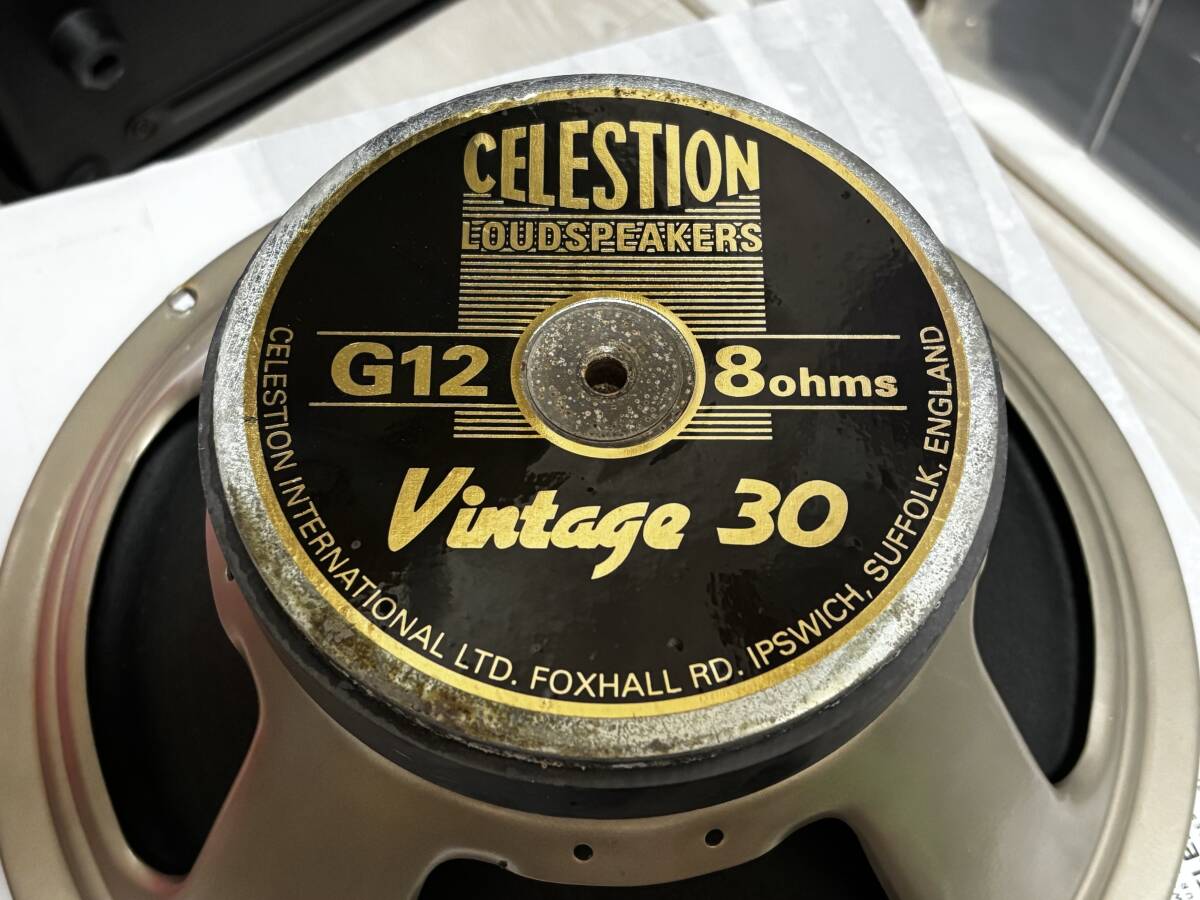 CELESTION
LOUDSPEAKERS
G12 8ohms
Vintage 30
CELESTION INTERNATIONAL LTD. FOXHALL RD. IPSWICH, SUFFOLK, ENGLAND